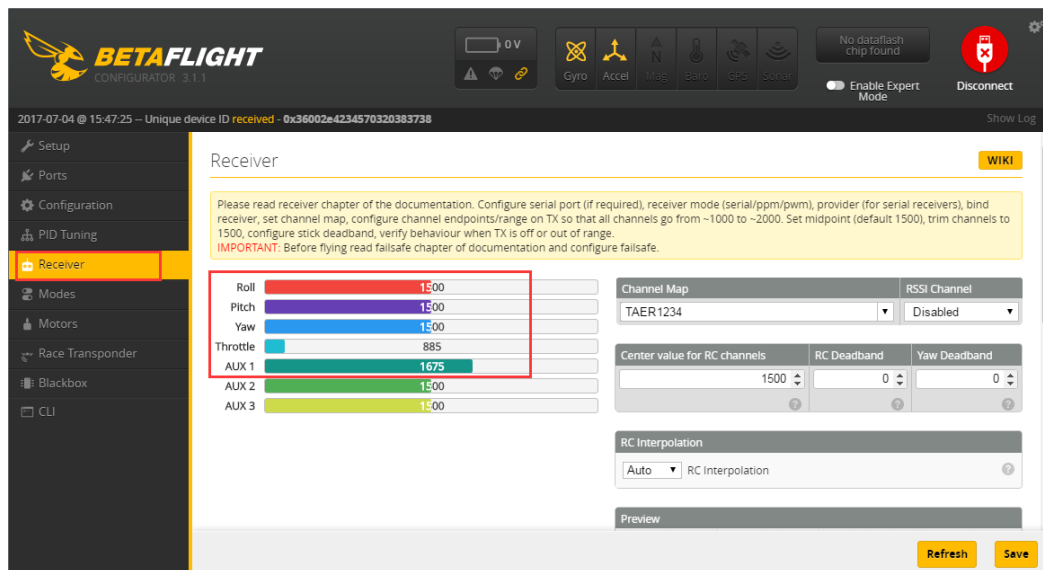 BETAFLIGHT
CONFIGURATOR 3.1.1
0 V
Gyro Accel Mag Baro GPS Sonar
No dataflash
chip found
Enable Expert
Mode
Disconnect
2017-07-04 @ 15:47:25 -- Unique device ID received - 0x36002e4234570320383738
Show Log
Setup
Ports
Configuration
PID Tuning
Receiver
Modes
Motors
Race Transponder
Blackbox
CLI
Receiver
WIKI
Please read receiver chapter of the documentation. Configure serial port (if required), receiver mode (serial/ppm/pwm), provider (for serial receivers), bind
receiver, set channel map, configure channel endpoints/range on TX so that all channels go from ~1000 to ~2000. Set midpoint (default 1500), trim channels to
1500, configure stick deadband, verify behaviour when TX is off or out of range.
IMPORTANT: Before flying read failsafe chapter of documentation and configure failsafe.
Roll 1500
Pitch 1500
Yaw 1500
Throttle 885
AUX 1 1675
AUX 2 1500
AUX 3 1500
Channel Map RSSI Channel
TAER1234 Disabled
Center value for RC channels RC Deadband Yaw Deadband
1500 0 0
RC Interpolation
Auto RC Interpolation
Preview
Refresh Save